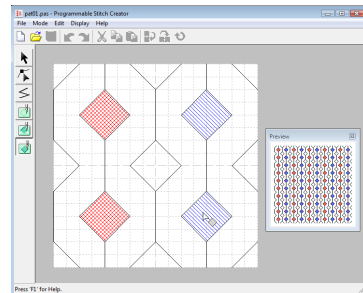 pat01.pas - Programmable Stitch Creator
File Mode Edit Display Help
Preview
Press 'F1' for Help.